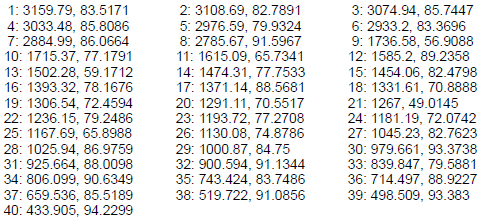 1: 3159.79, 83.5171 2: 3108.69, 82.7891 3: 3074.94, 85.7447
4: 3033.48, 85.8086 5: 2976.59, 79.9324 6: 2933.2, 83.3696
7: 2884.99, 86.0664 8: 2785.67, 91.5967 9: 1736.58, 56.9088
10: 1715.37, 77.1791 11: 1615.09, 65.7341 12: 1585.2, 89.2358
13: 1502.28, 59.1712 14: 1474.31, 77.7533 15: 1454.06, 82.4798
16: 1393.32, 78.1676 17: 1371.14, 88.5681 18: 1331.61, 70.8888
19: 1306.54, 72.4594 20: 1291.11, 70.5517 21: 1267, 49.0145
22: 1236.15, 79.2486 23: 1193.72, 77.2708 24: 1181.19, 72.0742
25: 1167.69, 65.8988 26: 1130.08, 74.8786 27: 1045.23, 82.7623
28: 1025.94, 86.9759 29: 1000.87, 84.75 30: 979.661, 93.3738
31: 925.664, 88.0098 32: 900.594, 91.1344 33: 839.847, 79.5881
34: 806.099, 90.6349 35: 743.424, 83.7486 36: 714.497, 88.9227
37: 659.536, 85.5189 38: 519.722, 91.0856 39: 498.509, 93.383
40: 433.905, 94.2299